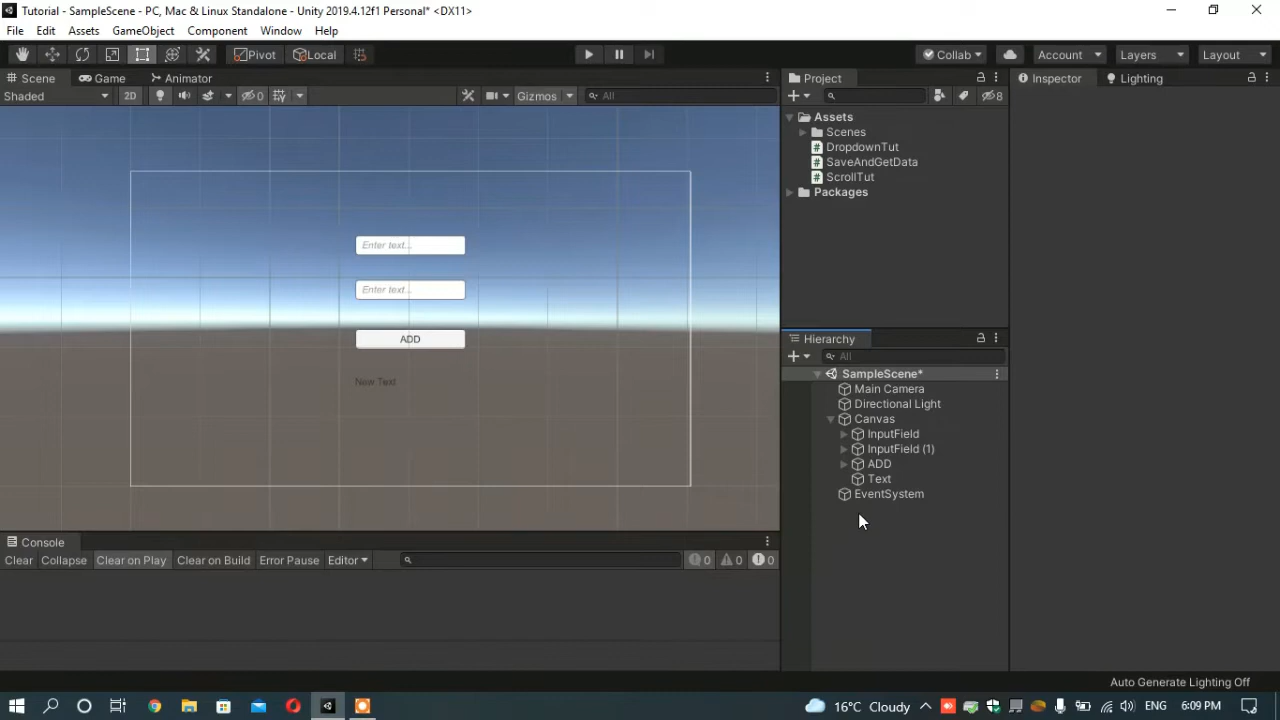 Tutorial - SampleScene - PC, Mac & Linux Standalone - Unity 2019.4.12f1 Personal* <DX11>
File Edit Assets GameObject Component Window Help
Pivot Local Collab Account Layers Layout
Scene Game Animator Project Inspector Lighting
Shaded 2D 0 Gizmos All 8
Assets
Scenes
DropdownTut
SaveAndGetData
ScrollTut
Packages
Enter text...
Enter text...
ADD
New Text
Hierarchy
All
SampleScene*
Main Camera
Directional Light
Canvas
InputField
InputField (1)
ADD
Text
EventSystem
Console
Clear Collapse Clear on Play Clear on Build Error Pause Editor 0 0 0
Auto Generate Lighting Off
16°C Cloudy ENG 6:09 PM